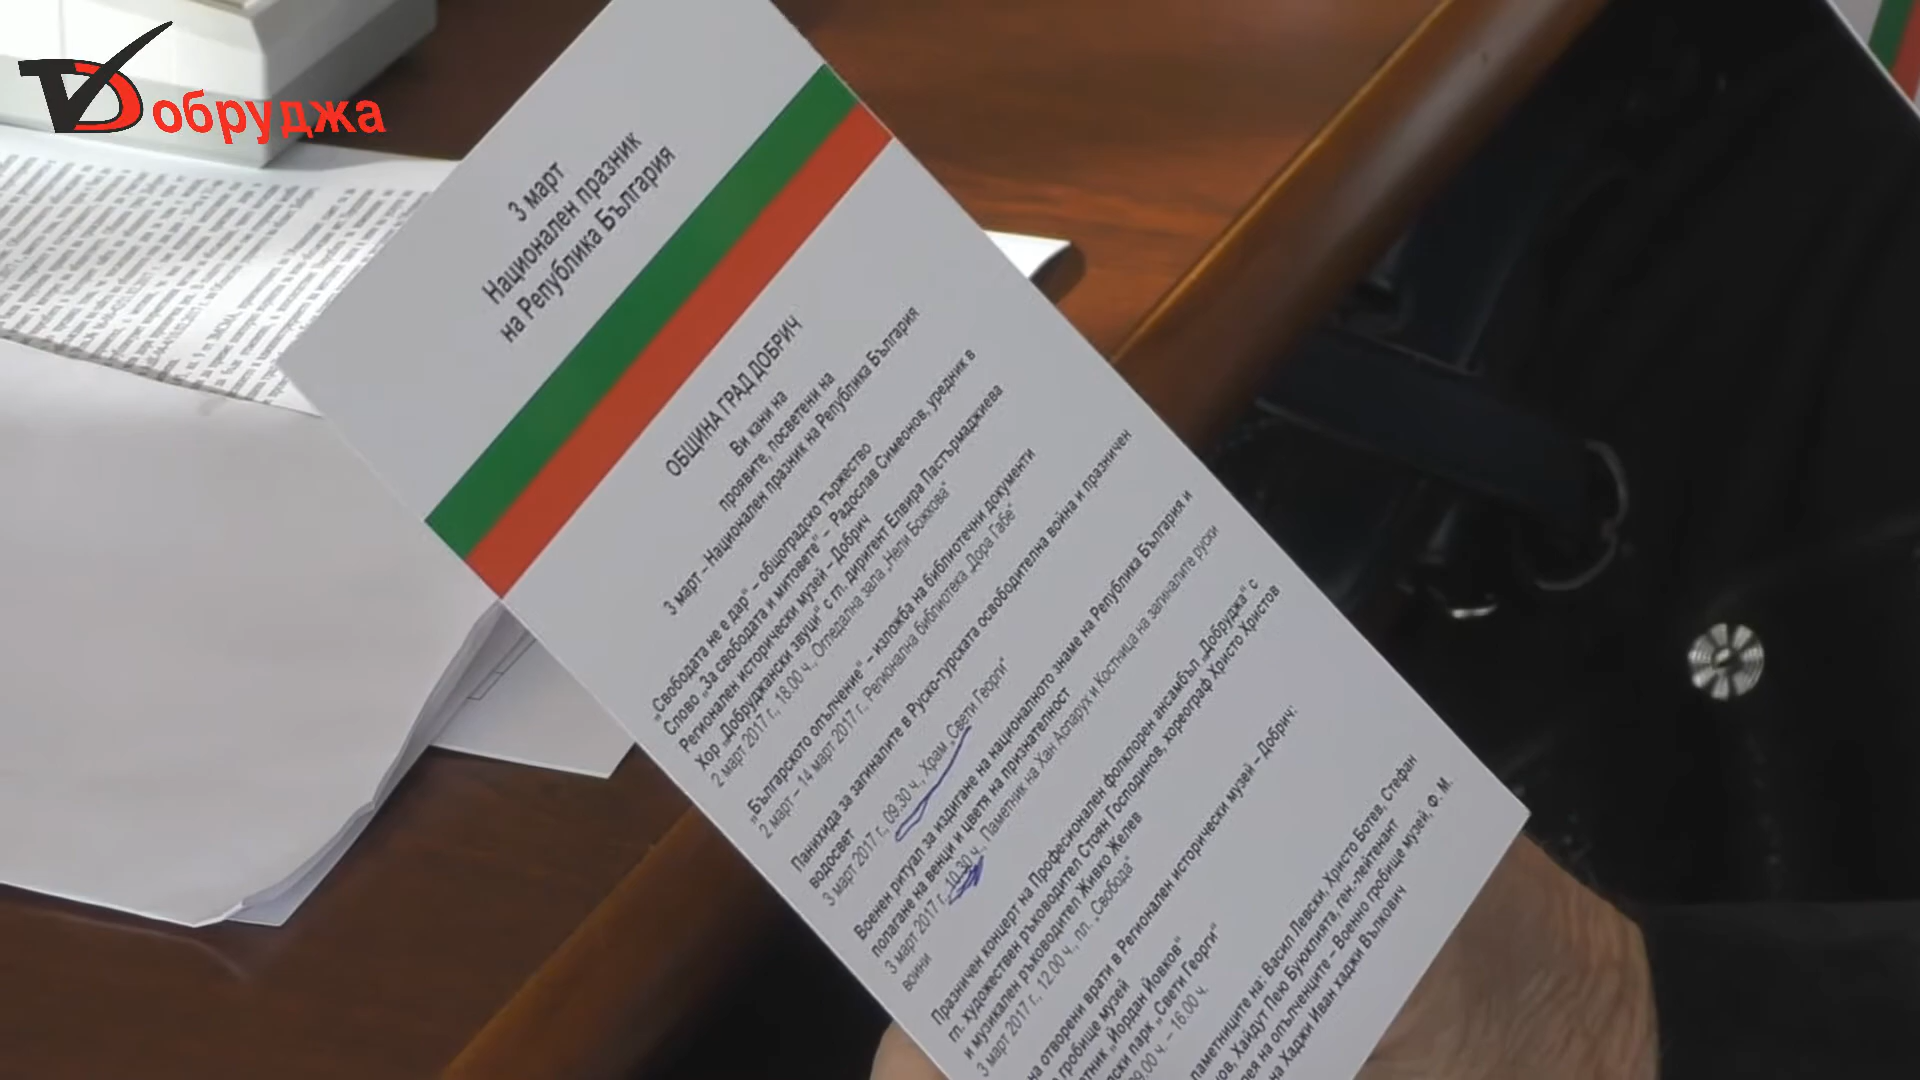 TDобруджа
3 март
Национален празник
на Република България
ОБЩИНА ГРАД ДОБРИЧ
Ви кани на
проявите, посветени на
3 март – Национален празник на Република България
„Свободата не е дар“ – общоградско тържество
Слово „За свободата и митовете“ – Радослав Симеонов, уредник в
Регионален исторически музей – Добрич
Хор „Добруджански звуци“ с гл. диригент Елвира Пастърмаджиева
2 март 2017 г., 18.00 ч., Огледална зала „Нели Божкова“
„Българското опълчение“ – изложба на библиотечни документи
2 март – 14 март 2017 г., Регионална библиотека „Дора Габе“
Панихида за загиналите в Руско-турската освободителна война и празничен
водосвет
3 март 2017 г., 09.30 ч., Храм „Свети Георги“
Военен ритуал за издигане на националното знаме на Република България и
полагане на венци и цветя на признателност
3 март 2017 г., 10.30 ч., Паметник на Хан Аспарух и Костница на загиналите руски
воини
Празничен концерт на Професионален фолклорен ансамбъл „Добруджа“ с
гл. художествен ръководител Стоян Господинов, хореограф Христо Христов
и музикален ръководител Живко Желев
3 март 2017 г., 12.00 ч., пл. „Свобода“
на отворени врати в Регионален исторически музей – Добрич:
гробище музей
„Йордан Йовков“
парк „Свети Георги“
09.00 ч. – 16.00 ч.
паметниците на: Васил Левски, Христо Ботев, Стефан
Хайдут Пею Буюклията, ген.-лейтенант
на опълченците – Военно гробище музей, Ф. М.
на Хаджи Иван хаджи Вълкович